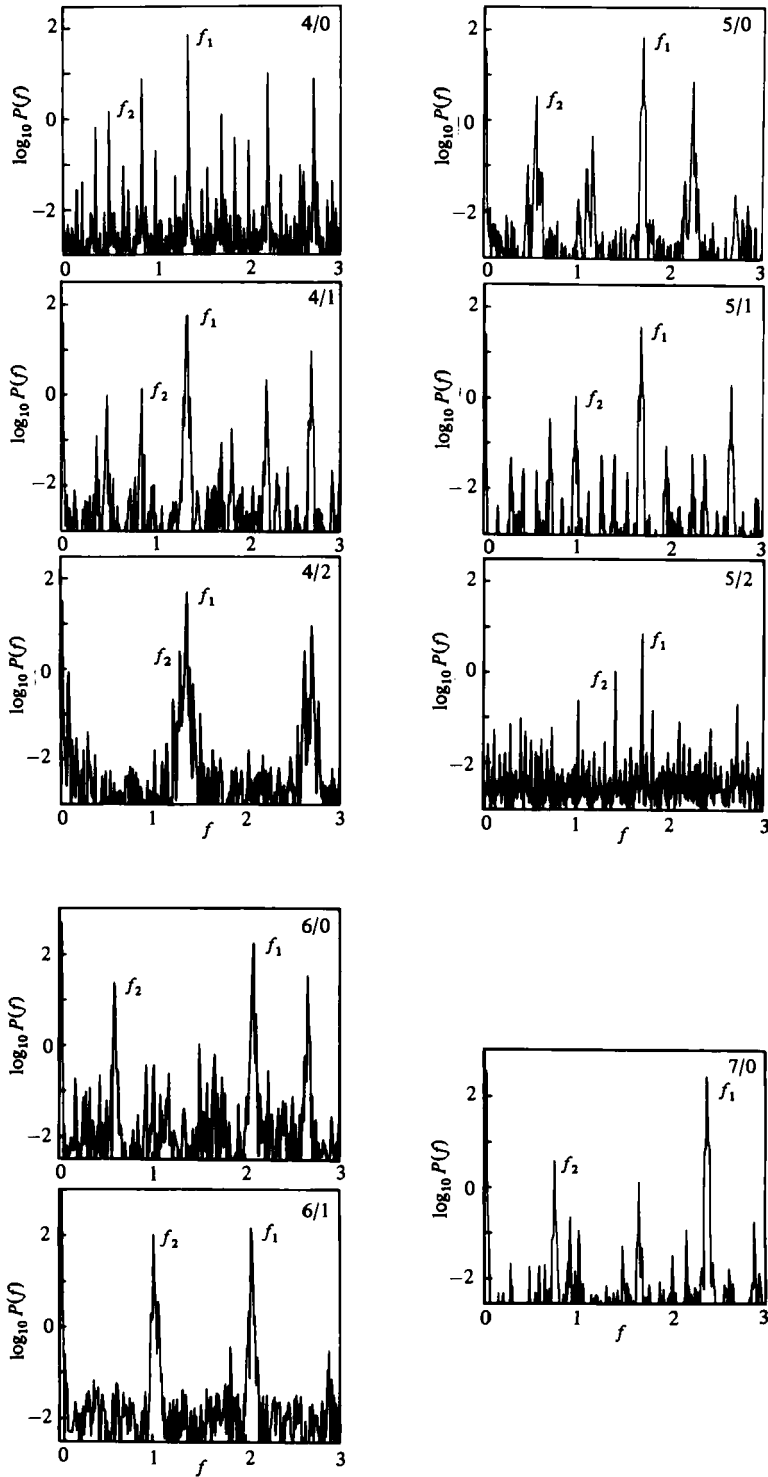 4/0
2
0
−2
log₁₀ P(f)
f₁
f₂
0 1 2 3
5/0
2
0
−2
log₁₀ P(f)
f₁
f₂
0 1 2 3
4/1
2
0
−2
log₁₀ P(f)
f₁
f₂
0 1 2 3
5/1
2
0
−2
log₁₀ P(f)
f₁
f₂
0 1 2 3
4/2
2
0
−2
log₁₀ P(f)
f₁
f₂
0 1 2 3
f
5/2
2
0
−2
log₁₀ P(f)
f₁
f₂
0 1 2 3
f
6/0
2
0
−2
log₁₀ P(f)
f₁
f₂
0 1 2 3
6/1
2
0
−2
log₁₀ P(f)
f₂
f₁
0 1 2 3
f
7/0
2
0
−2
log₁₀ P(f)
f₁
f₂
0 1 2 3
f